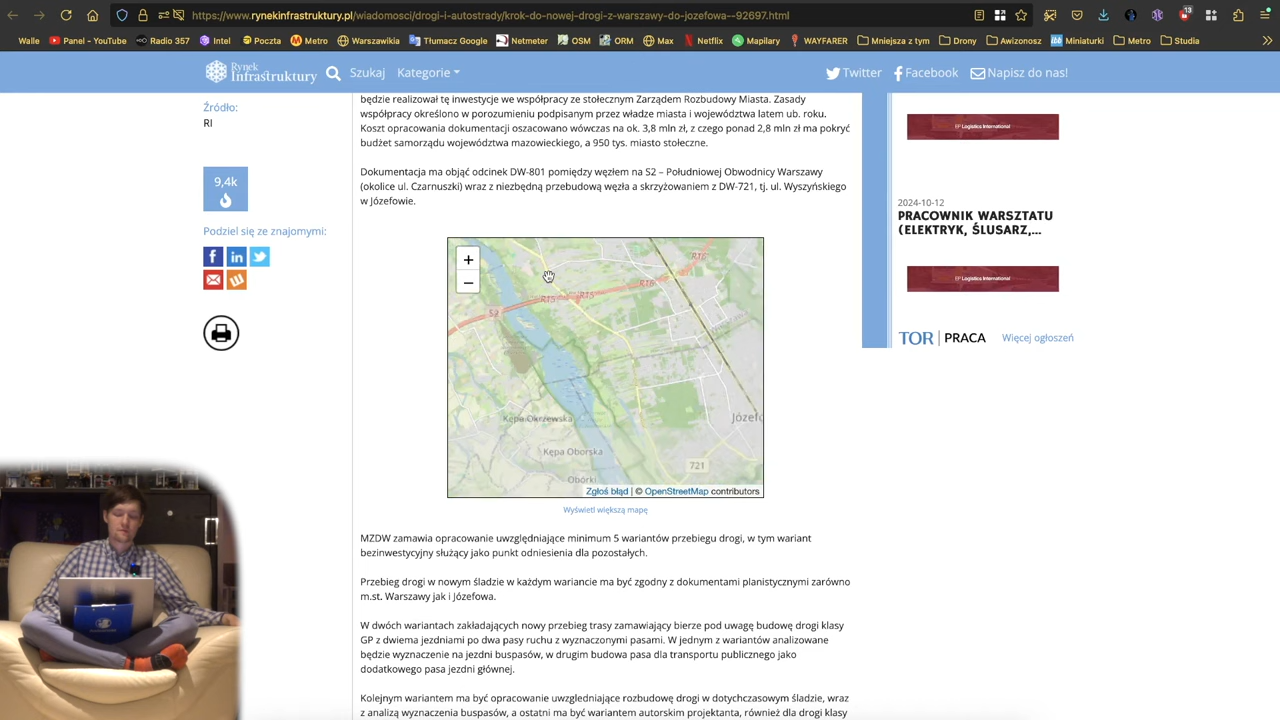 https://www.rynekinfrastruktury.pl/wiadomosci/drogi-i-autostrady/krok-do-nowej-drogi-z-warszawy-do-jozefowa--92697.html
13
Walle Panel - YouTube Radio 357 Intel Poczta Metro Warszawikia Tłumacz Google Netmeter OSM ORM Max Netflix Mapilary WAYFARER Mniejsza z tym Drony Awizonosz Miniaturki Metro Studia
Rynek
Infrastruktury
Szukaj Kategorie Twitter Facebook Napisz do nas!
Źródło:
RI
9,4k
Podziel się ze znajomymi:
będzie realizował tę inwestycje we współpracy ze stołecznym Zarządem Rozbudowy Miasta. Zasady
współpracy określono w porozumieniu podpisanym przez władze miasta i województwa latem ub. roku.
Koszt opracowania dokumentacji oszacowano wówczas na ok. 3,8 mln zł, z czego ponad 2,8 mln zł ma pokryć
budżet samorządu województwa mazowieckiego, a 950 tys. miasto stołeczne.
Dokumentacja ma objąć odcinek DW-801 pomiędzy węzłem na S2 – Południowej Obwodnicy Warszawy
(okolice ul. Czarnuszki) wraz z niezbędną przebudową węzła a skrzyżowaniem z DW-721, tj. ul. Wyszyńskiego
w Józefowie.
+
−
S2
Kępa Okrzewska
Kępa Oborska
Obórki
Józefo
721
Zgłoś błąd | © OpenStreetMap contributors
Wyświetl większą mapę
MZDW zamawia opracowanie uwzględniające minimum 5 wariantów przebiegu drogi, w tym wariant
bezinwestycyjny służący jako punkt odniesienia dla pozostałych.
Przebieg drogi w nowym śladzie w każdym wariancie ma być zgodny z dokumentami planistycznymi zarówno
m.st. Warszawy jak i Józefowa.
W dwóch wariantach zakładających nowy przebieg trasy zamawiający bierze pod uwagę budowę drogi klasy
GP z dwiema jezdniami po dwa pasy ruchu z wyznaczonymi pasami. W jednym z wariantów analizowane
będzie wyznaczenie na jezdni buspasów, w drugim budowa pasa dla transportu publicznego jako
dodatkowego pasa jezdni głównej.
Kolejnym wariantem ma być opracowanie uwzgledniające rozbudowę drogi w dotychczasowym śladzie, wraz
z analizą wyznaczenia buspasów, a ostatni ma być wariantem autorskim projektanta, również dla drogi klasy
EP Logistics International
2024-10-12
PRACOWNIK WARSZTATU
(ELEKTRYK, ŚLUSARZ,...
EP Logistics International
TOR | PRACA Więcej ogłoszeń